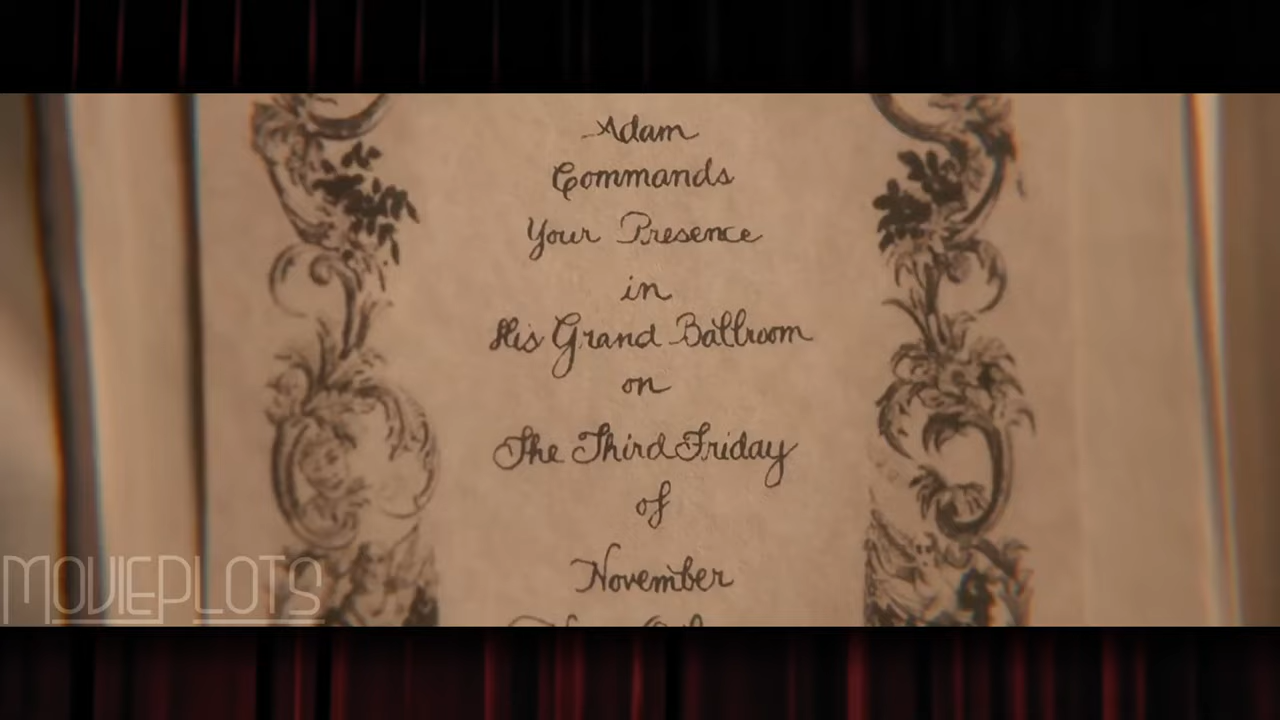 Adam
Commands
Your Presence
in
His Grand Ballroom
on
The Third Friday
of
November
MOVIEPLOTS